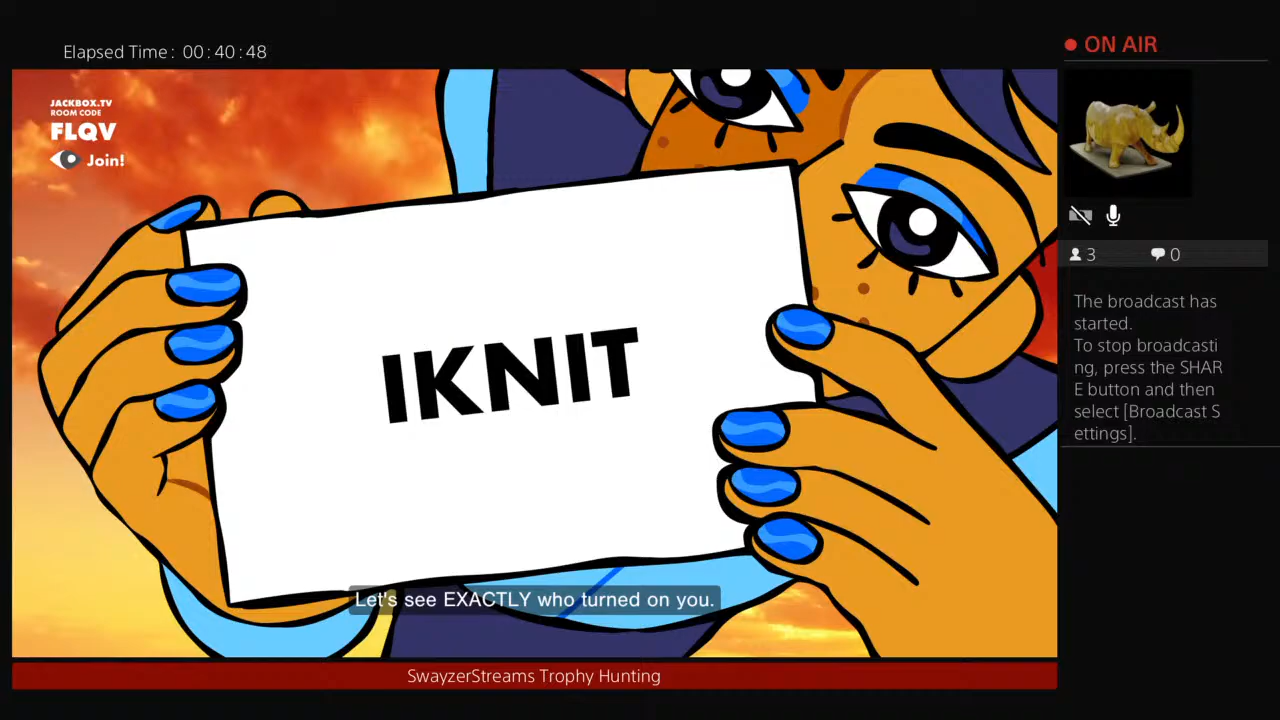 Elapsed Time: 00:40:48
ON AIR
JACKBOX.TV
ROOM CODE
FLQV
Join!
IKNIT
Let's see EXACTLY who turned on you.
3
0
The broadcast has
started.
To stop broadcasti
ng, press the SHAR
E button and then
select [Broadcast S
ettings].
SwayzerStreams Trophy Hunting